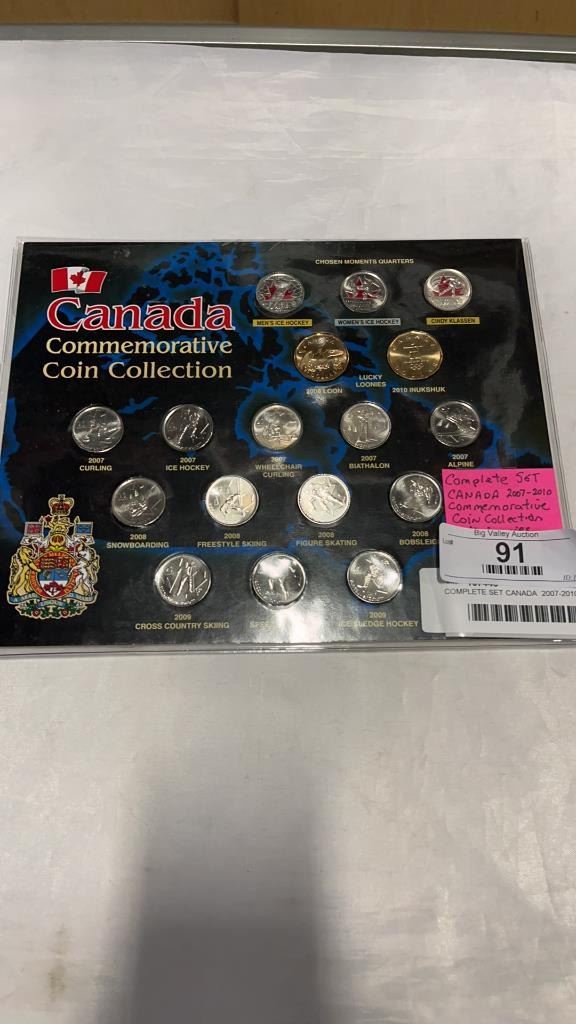 CHOSEN MOMENTS QUARTERS
Canada
Commemorative
Coin Collection
MEN'S ICE HOCKEY
WOMEN'S ICE HOCKEY
CINDY KLASSEN
LUCKY
LOONIES
2008 LOON
2010 INUKSHUK
2007
CURLING
2007
ICE HOCKEY
2007
WHEELCHAIR
CURLING
2007
BIATHALON
2007
ALPINE
2008
SNOWBOARDING
2008
FREESTYLE SKIING
2008
FIGURE SKATING
2008
BOBSLEIGH
2009
CROSS COUNTRY SKIING
2009
ICE SLEDGE HOCKEY
Complete SET
CANADA 2007-2010
Commemorative
Coin Collection
Big Valley Auction
91
COMPLETE SET CANADA 2007-2010